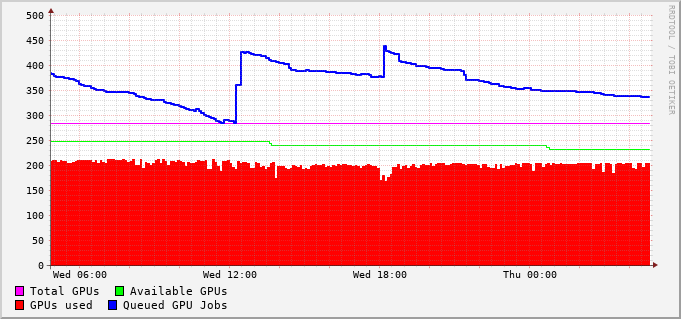 500
450
400
350
300
250
200
150
100
50
0
Wed 06:00 Wed 12:00 Wed 18:00 Thu 00:00
Total GPUs Available GPUs
GPUs used Queued GPU Jobs
RRDTOOL / TOBI OETIKER